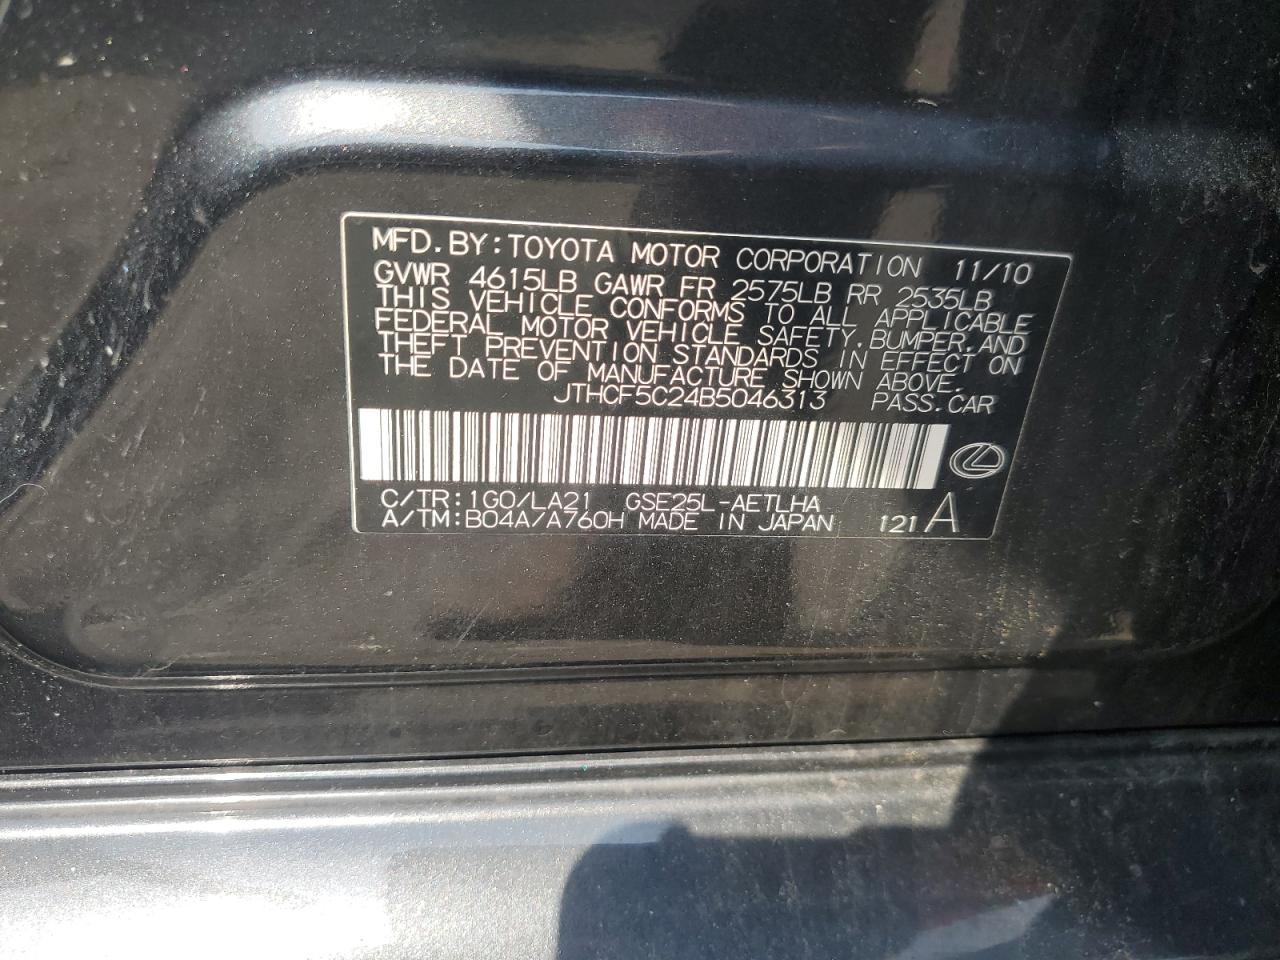 MFD.BY:TOYOTA MOTOR CORPORATION 11/10
GVWR 4615LB GAWR FR 2575LB RR 2535LB
THIS VEHICLE CONFORMS TO ALL APPLICABLE
FEDERAL MOTOR VEHICLE SAFETY,BUMPER,AND
THEFT PREVENTION STANDARDS IN EFFECT ON
THE DATE OF MANUFACTURE SHOWN ABOVE.
JTHCF5C24B5046313 PASS.CAR
C/TR:1G0/LA21 GSE25L-AETLHA
A/TM:B04A/A760H MADE IN JAPAN 121 A